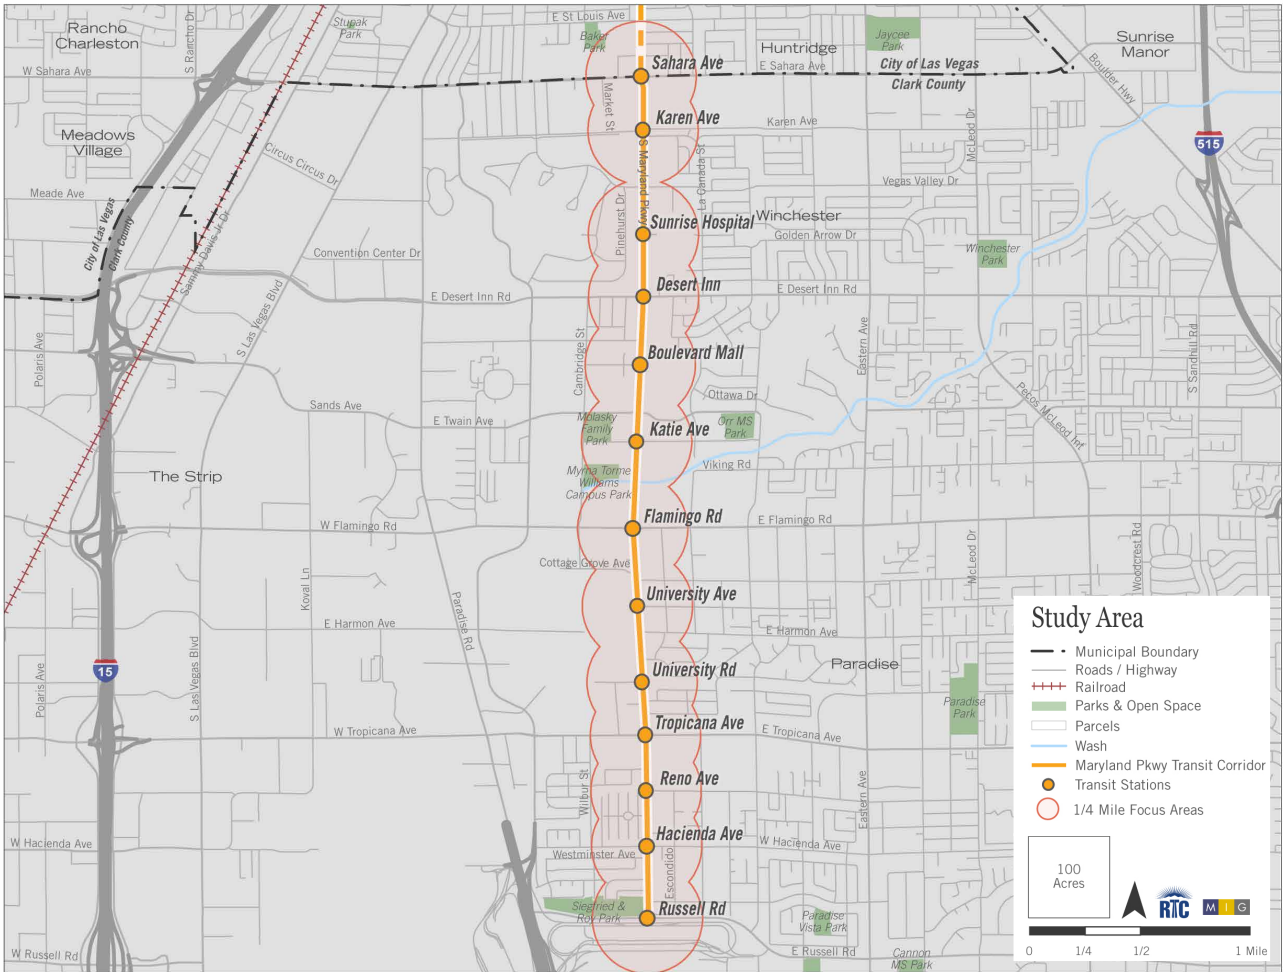 Rancho
Charleston
S Rancho Dr
Stupak
Park
E St Louis Ave
Baker
Park
Jaycee
Park
Huntridge
Sunrise
Manor
W Sahara Ave
Sahara Ave
E Sahara Ave
City of Las Vegas
Clark County
Boulder Hwy
Market St
Karen Ave
Karen Ave
McLeod Dr
515
Meadows
Village
Circus Circus Dr
S Maryland Pkwy
La Canada St
Vegas Valley Dr
Meade Ave
City of Las Vegas
Clark County
Sammy Davis Jr Dr
Pinehurst Dr
Sunrise Hospital
Winchester
Golden Arrow Dr
Winchester
Park
Convention Center Dr
Desert Inn
E Desert Inn Rd
E Desert Inn Rd
S Las Vegas Blvd
Polaris Ave
Cambridge St
Boulevard Mall
Eastern Ave
S Sandhill Rd
Ottawa Dr
Pecos McLeod Int
Sands Ave
E Twain Ave
Molasky
Family
Park
Katie Ave
Orr MS
Park
The Strip
Myrna Torme
Williams
Campus Park
Viking Rd
W Flamingo Rd
Flamingo Rd
E Flamingo Rd
Cottage Grove Ave
McLeod Dr
Woodcrest Rd
Koval Ln
Paradise Rd
University Ave
E Harmon Ave
E Harmon Ave
15
Polaris Ave
S Las Vegas Blvd
University Rd
Paradise
Paradise
Park
W Tropicana Ave
Tropicana Ave
E Tropicana Ave
Wilbur St
Reno Ave
Eastern Ave
W Hacienda Ave
Hacienda Ave
W Hacienda Ave
Westminster Ave
Escondido
Siegfried &
Roy Park
Russell Rd
Paradise
Vista Park
W Russell Rd
E Russell Rd
Cannon
MS Park
Study Area
Municipal Boundary
Roads / Highway
Railroad
Parks & Open Space
Parcels
Wash
Maryland Pkwy Transit Corridor
Transit Stations
1/4 Mile Focus Areas
100
Acres
RTC
M I G
0 1/4 1/2 1 Mile